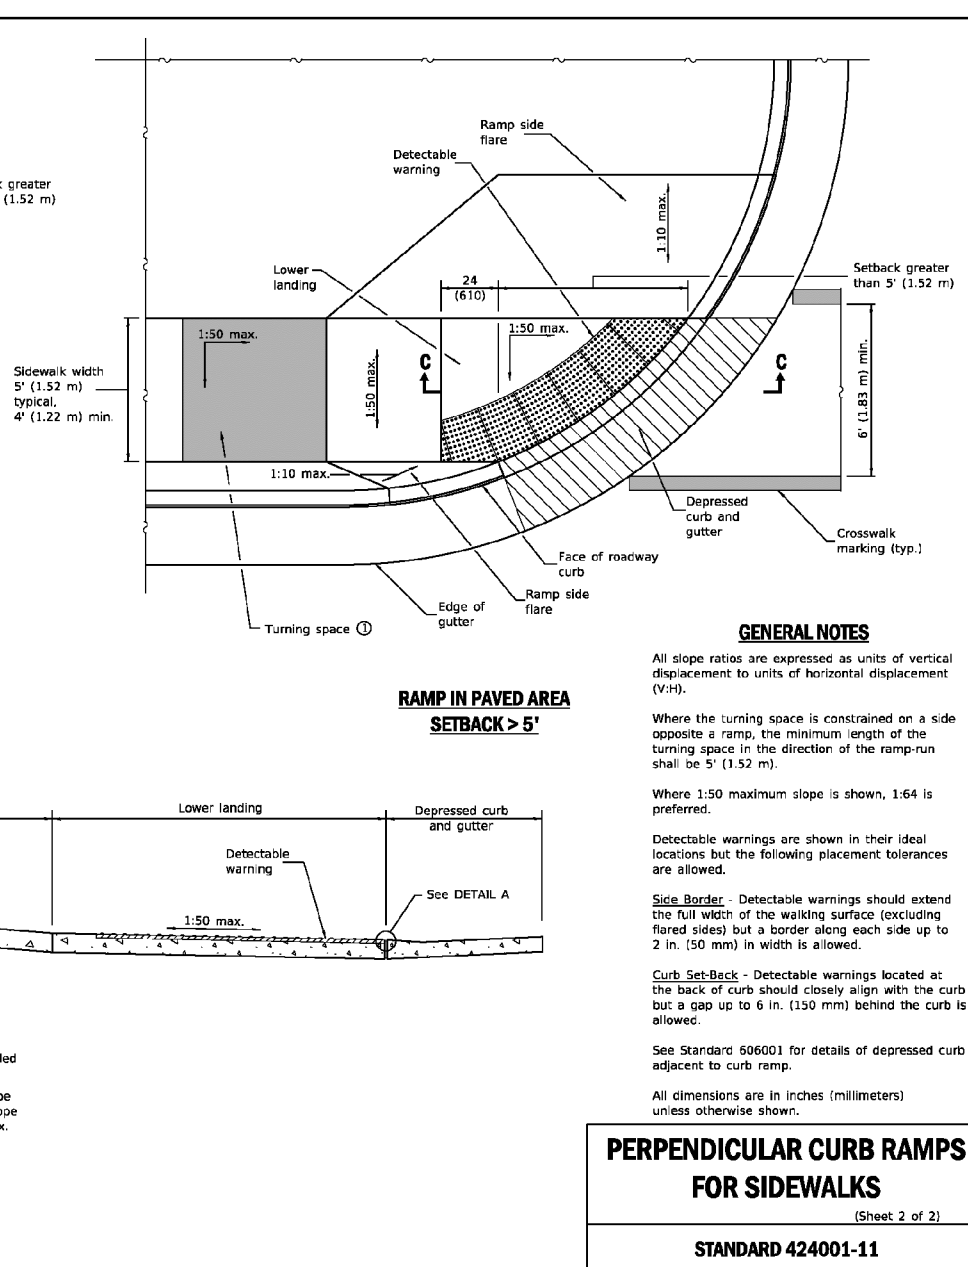 Ramp side
flare
Detectable
warning
greater
(1.52 m)
1:10 max.
Lower
landing
24
(610)
Setback greater
than 5' (1.52 m)
1:50 max.
1:50 max.
Sidewalk width
5' (1.52 m)
typical,
4' (1.22 m) min.
1:50 max.
C
C
6' (1.83 m) min.
1:10 max.
Depressed
curb and
gutter
Crosswalk
marking (typ.)
Face of roadway
curb
Ramp side
flare
Edge of
gutter
Turning space ①
RAMP IN PAVED AREA
SETBACK > 5'
GENERAL NOTES
All slope ratios are expressed as units of vertical
displacement to units of horizontal displacement
(V:H).
Where the turning space is constrained on a side
opposite a ramp, the minimum length of the
turning space in the direction of the ramp-run
shall be 5' (1.52 m).
Where 1:50 maximum slope is shown, 1:64 is
preferred.
Detectable warnings are shown in their ideal
locations but the following placement tolerances
are allowed.
Side Border - Detectable warnings should extend
the full width of the walking surface (excluding
flared sides) but a border along each side up to
2 in. (50 mm) in width is allowed.
Curb Set-Back - Detectable warnings located at
the back of curb should closely align with the curb
but a gap up to 6 in. (150 mm) behind the curb is
allowed.
See Standard 606001 for details of depressed curb
adjacent to curb ramp.
All dimensions are in inches (millimeters)
unless otherwise shown.
Lower landing
Depressed curb
and gutter
Detectable
warning
See DETAIL A
1:50 max.
PERPENDICULAR CURB RAMPS
FOR SIDEWALKS
(Sheet 2 of 2)
STANDARD 424001-11